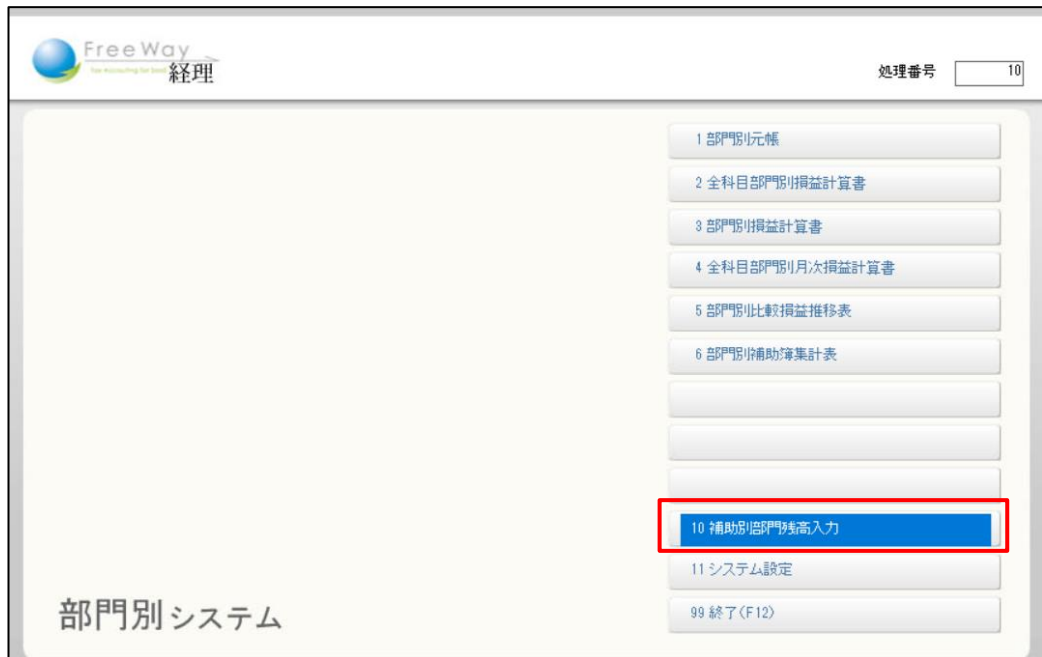 FreeWay
経理
処理番号 10
1 部門別元帳
2 全科目部門別損益計算書
3 部門別損益計算書
4 全科目部門別月次損益計算書
5 部門別比較損益推移表
6 部門別補助簿集計表
10 補助別部門残高入力
11 システム設定
99 終了(F12)
部門別システム